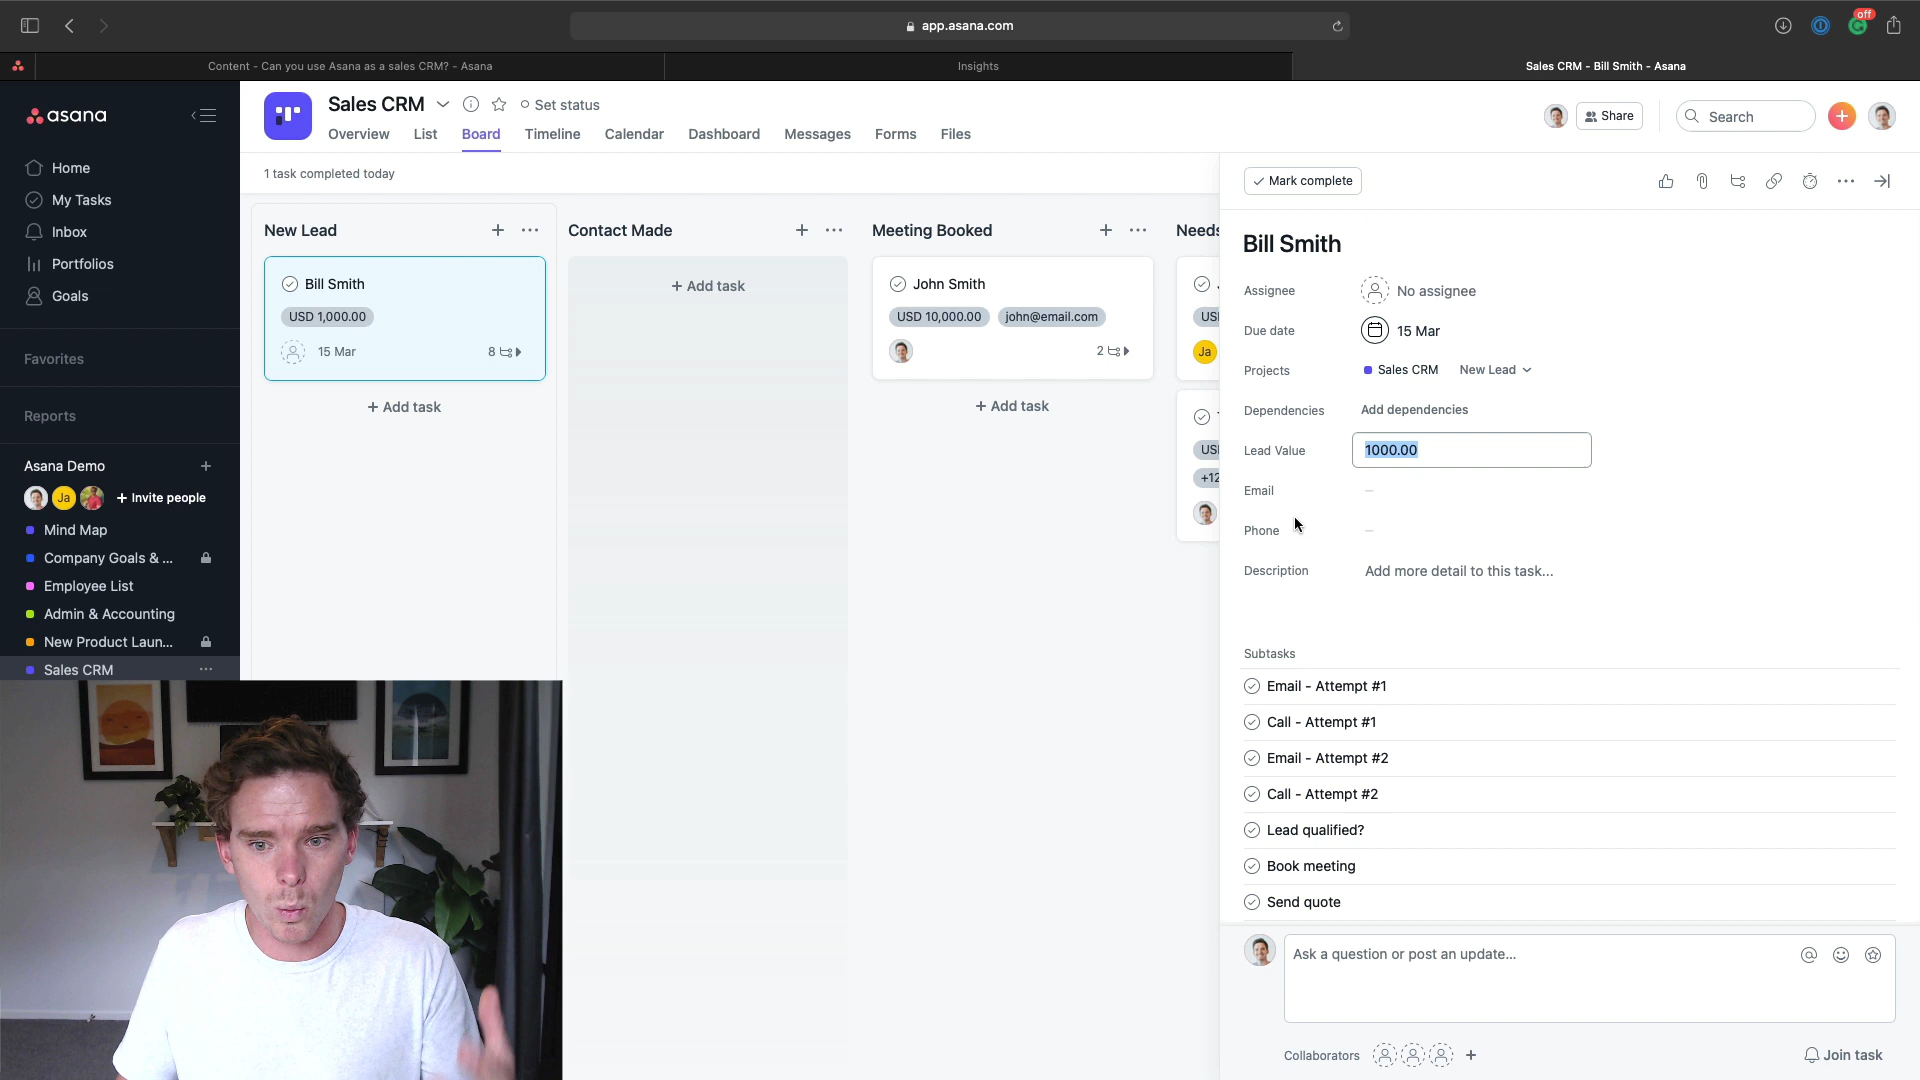 app.asana.com
off
Content - Can you use Asana as a sales CRM? - Asana
Insights
Sales CRM - Bill Smith - Asana
asana
Home
My Tasks
Inbox
Portfolios
Goals
Favorites
Reports
Asana Demo
Ja
Invite people
Mind Map
Company Goals & ...
Employee List
Admin & Accounting
New Product Laun...
Sales CRM
Sales CRM
Set status
Overview
List
Board
Timeline
Calendar
Dashboard
Messages
Forms
Files
Share
Search
1 task completed today
New Lead
Bill Smith
USD 1,000.00
15 Mar
8
+ Add task
Contact Made
+ Add task
Meeting Booked
John Smith
USD 10,000.00
john@email.com
2
+ Add task
Needs
Ja
+12
Mark complete
Bill Smith
Assignee
No assignee
Due date
15 Mar
Projects
Sales CRM
New Lead
Dependencies
Add dependencies
Lead Value
1000.00
Email
–
Phone
–
Description
Add more detail to this task...
Subtasks
Email - Attempt #1
Call - Attempt #1
Email - Attempt #2
Call - Attempt #2
Lead qualified?
Book meeting
Send quote
Ask a question or post an update...
Collaborators
Join task